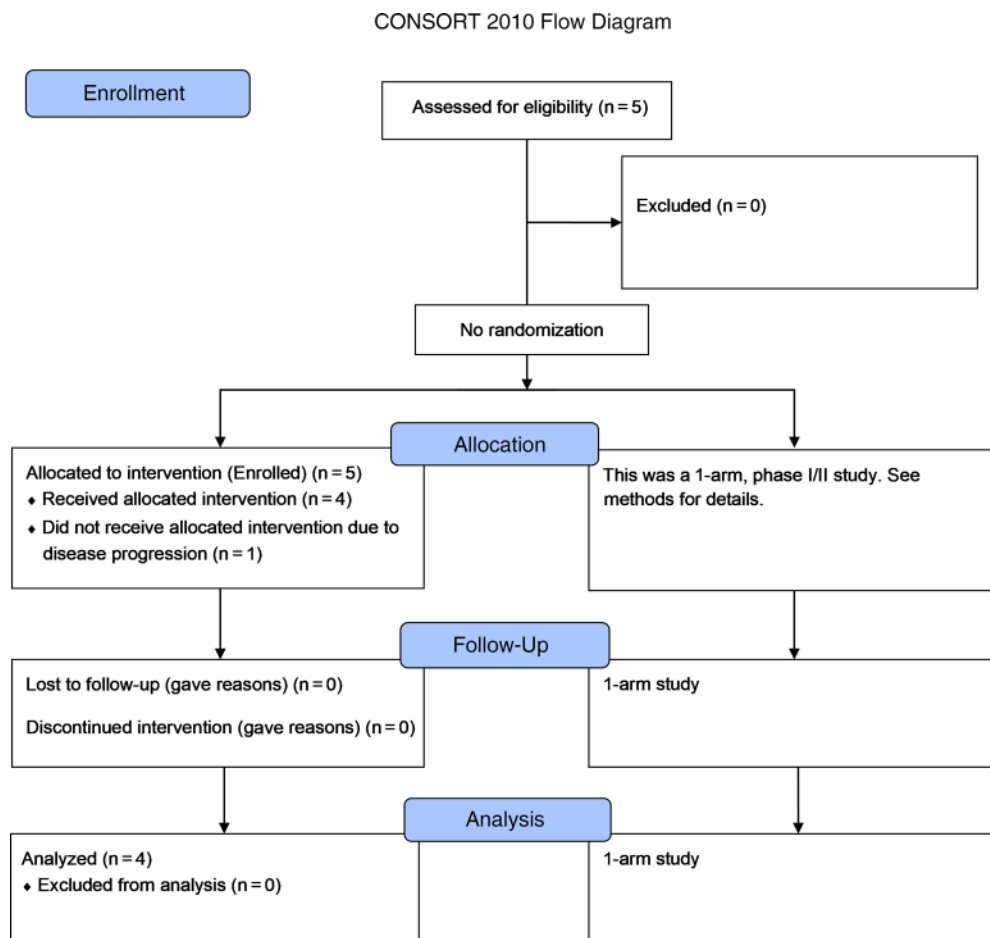 CONSORT 2010 Flow Diagram
Enrollment
Assessed for eligibility (n = 5)
Excluded (n = 0)
No randomization
Allocation
Allocated to intervention (Enrolled) (n = 5)
♦ Received allocated intervention (n = 4)
♦ Did not receive allocated intervention due to
disease progression (n = 1)
This was a 1-arm, phase I/II study. See
methods for details.
Follow-Up
Lost to follow-up (gave reasons) (n = 0)
Discontinued intervention (gave reasons) (n = 0)
1-arm study
Analysis
Analyzed (n = 4)
♦ Excluded from analysis (n = 0)
1-arm study